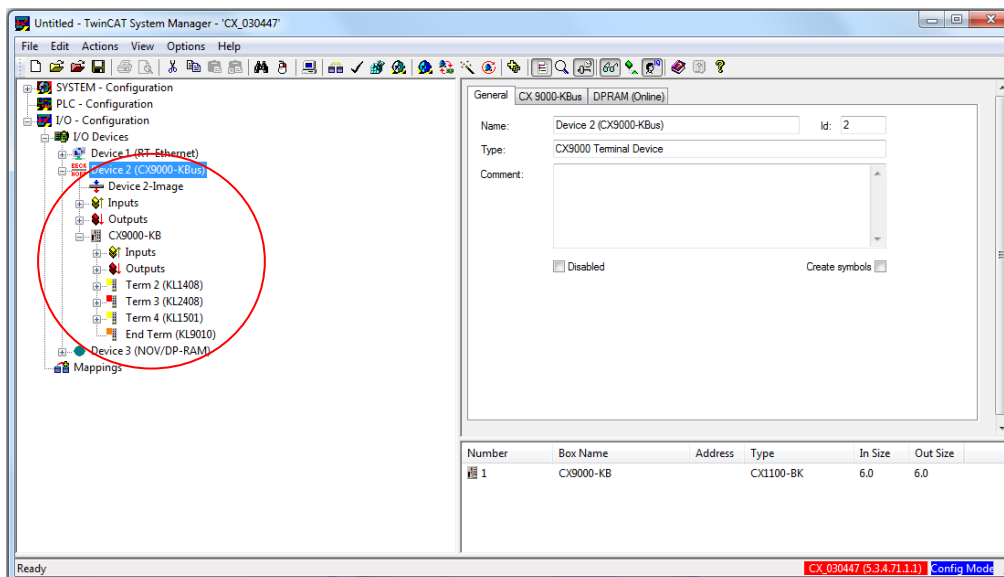 Untitled - TwinCAT System Manager - 'CX_030447'
File Edit Actions View Options Help
SYSTEM - Configuration
PLC - Configuration
I/O - Configuration
I/O Devices
Device 1 (RT-Ethernet)
BECK
HOFF
Device 2 (CX9000-KBus)
Device 2-Image
Inputs
Outputs
CX9000-KB
Inputs
Outputs
Term 2 (KL1408)
Term 3 (KL2408)
Term 4 (KL1501)
End Term (KL9010)
Device 3 (NOV/DP-RAM)
Mappings
General CX 9000-KBus DPRAM (Online)
Name: Device 2 (CX9000-KBus) Id: 2
Type: CX9000 Terminal Device
Comment:
Disabled Create symbols
Number Box Name Address Type In Size Out Size
1 CX9000-KB CX1100-BK 6.0 6.0
Ready CX_030447 (5.3.4.71.1.1) Config Mode